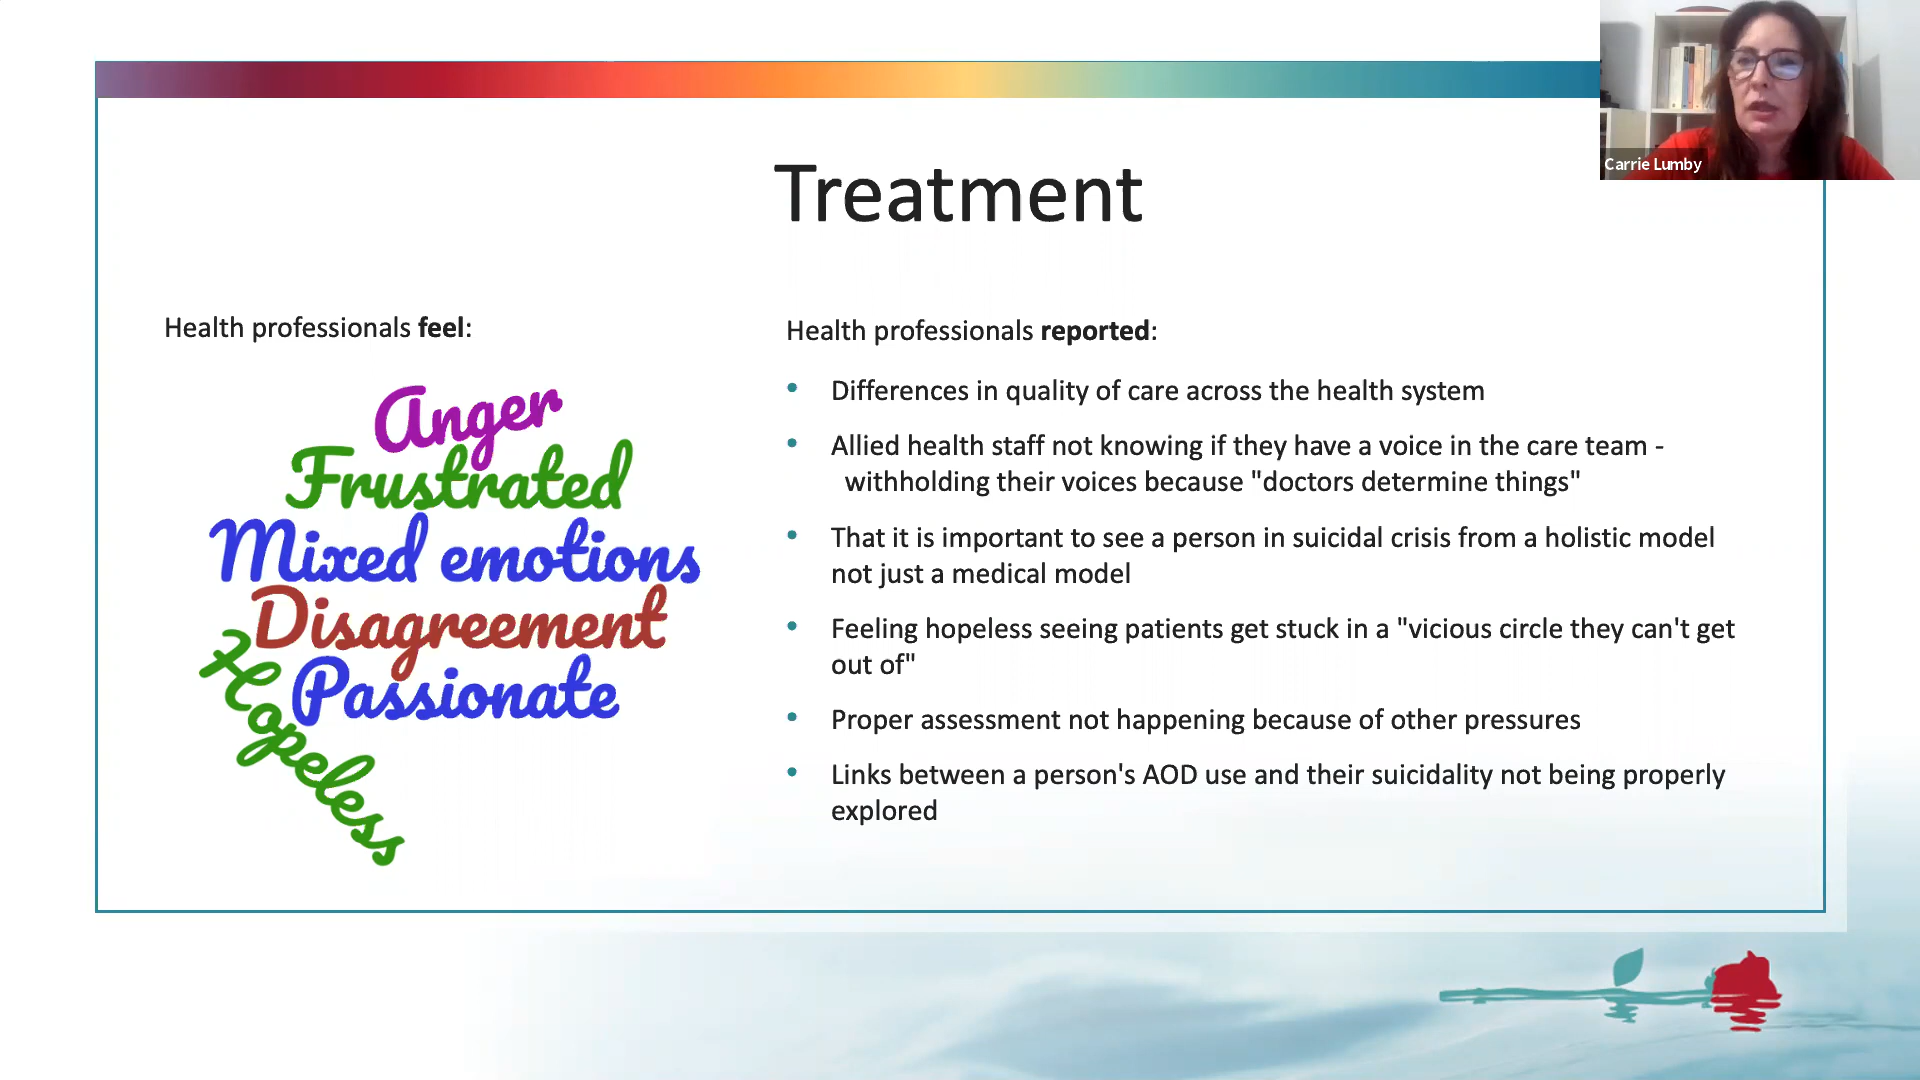 Carrie Lumby
Treatment
Health professionals feel:
Anger
Frustrated
Mixed emotions
Disagreement
Passionate
Hopeless
Health professionals reported:
• Differences in quality of care across the health system
• Allied health staff not knowing if they have a voice in the care team -
withholding their voices because "doctors determine things"
• That it is important to see a person in suicidal crisis from a holistic model
not just a medical model
• Feeling hopeless seeing patients get stuck in a "vicious circle they can't get
out of"
• Proper assessment not happening because of other pressures
• Links between a person's AOD use and their suicidality not being properly
explored